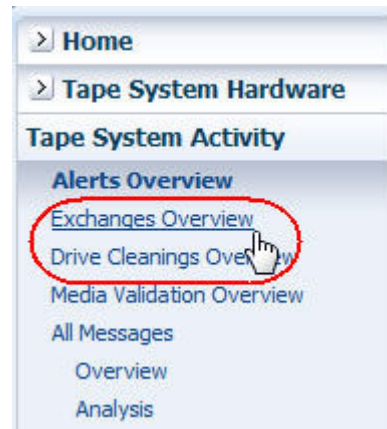 Home
Tape System Hardware
Tape System Activity
Alerts Overview
Exchanges Overview
Drive Cleanings Overview
Media Validation Overview
All Messages
Overview
Analysis